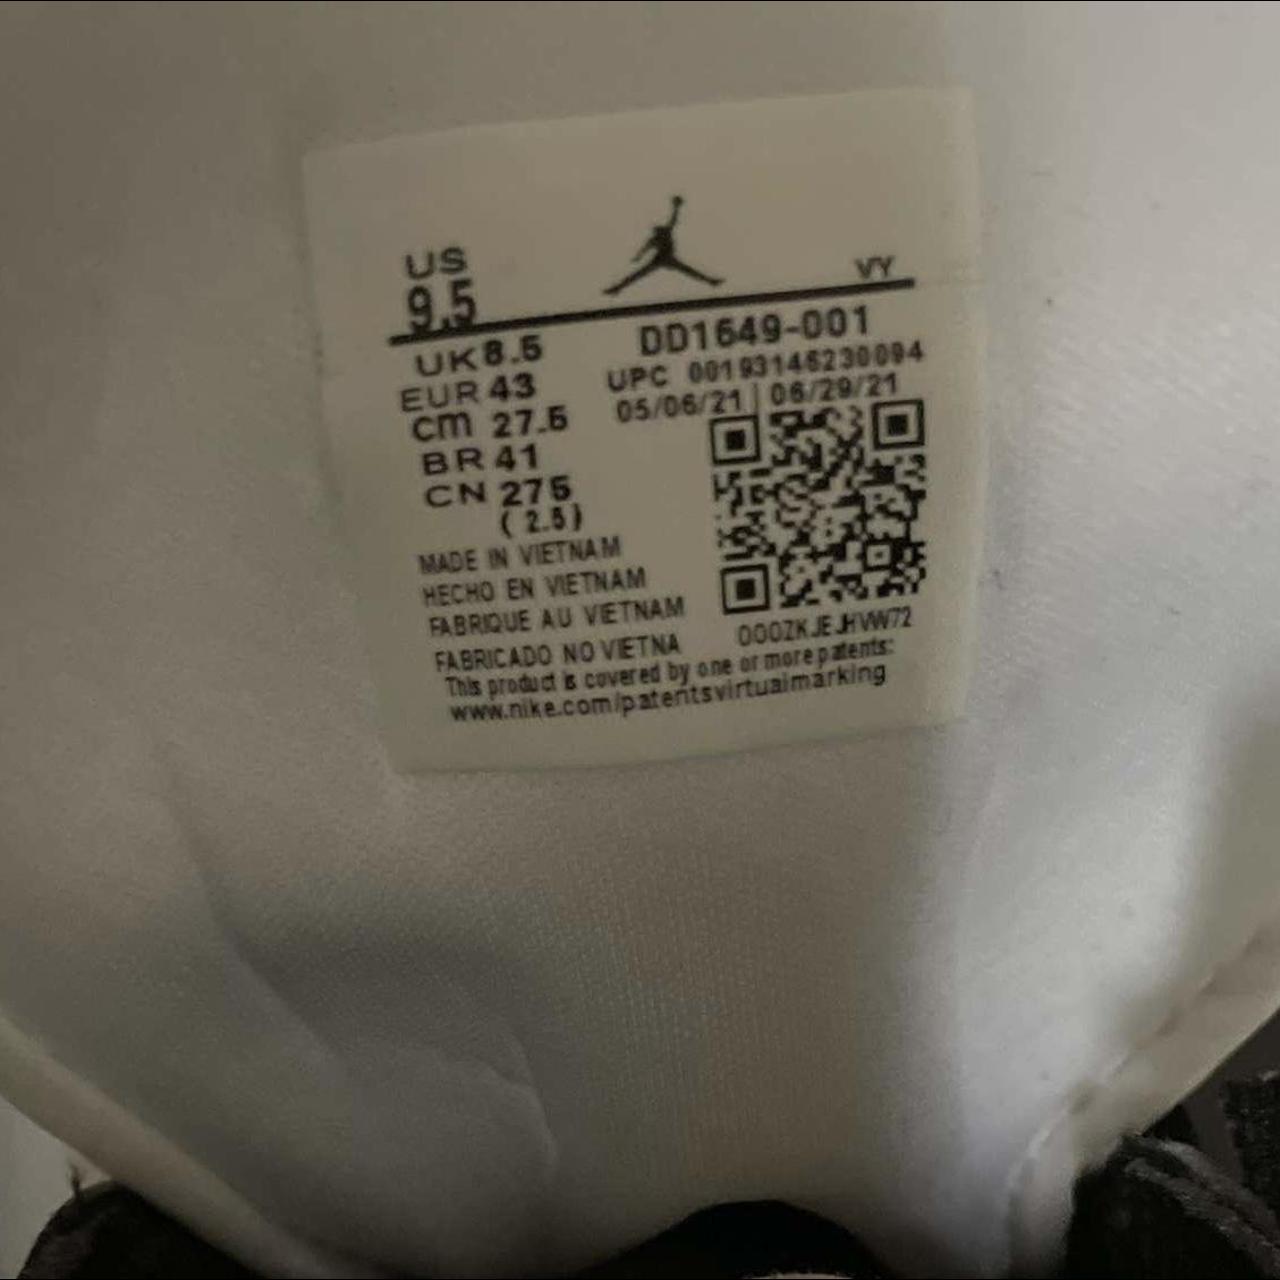 US
9.5
VY
UK 8.5
DD1649-001
EUR 43
UPC 00193146230094
CM 27.5
05/06/21 | 06/29/21
BR 41
CN 275
(2.5)
MADE IN VIETNAM
HECHO EN VIETNAM
FABRIQUE AU VIETNAM
FABRICADO NO VIETNA
000ZKJEJHVW72
This product is covered by one or more patents:
www.nike.com/patentsvirtualmarking